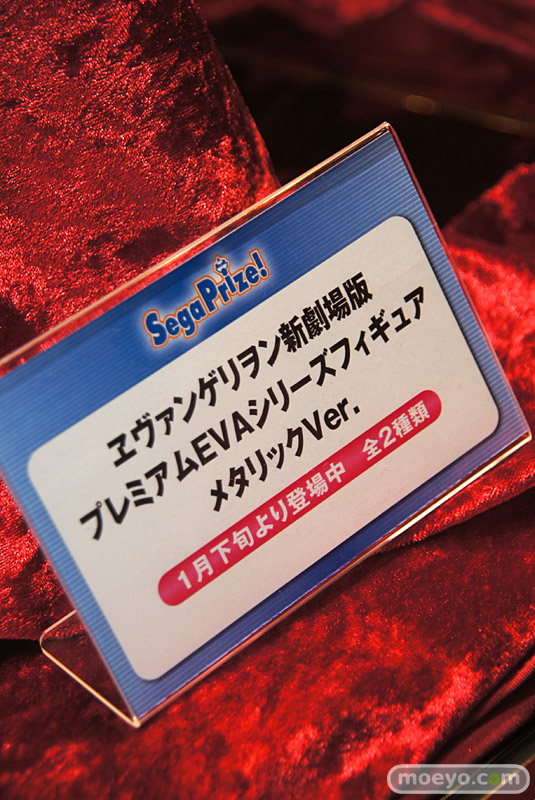 SegaPrize!
ヱヴァンゲリヲン新劇場版
プレミアムEVAシリーズフィギュア
メタリックVer.
1月下旬より登場中 全2種類
moeyo.com